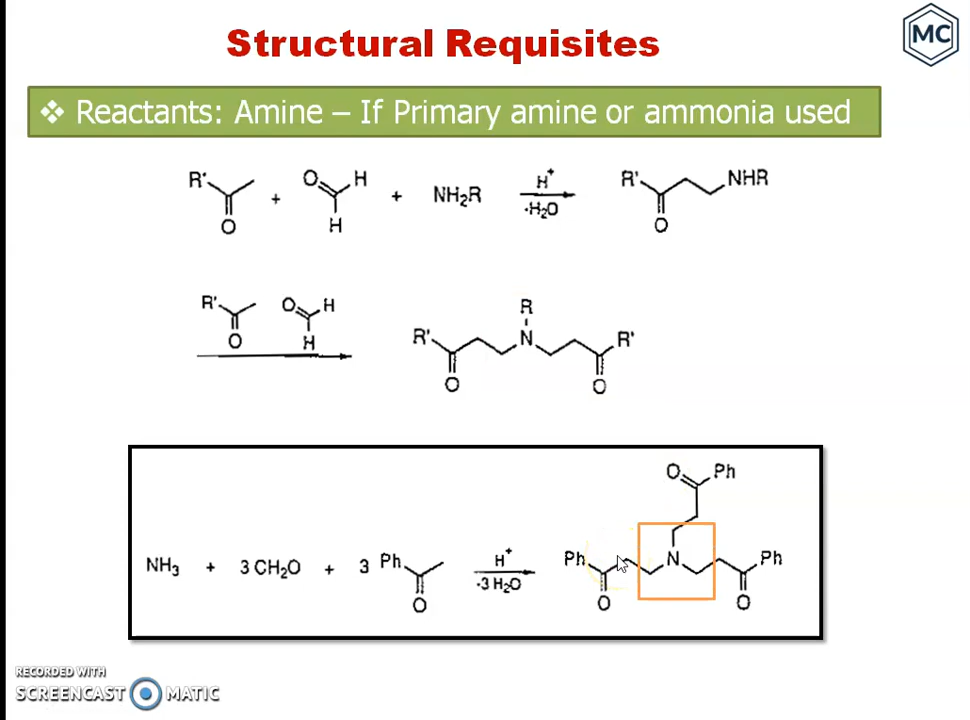 Structural Requisites
MC
❖ Reactants: Amine – If Primary amine or ammonia used
R' O + O H H + NH₂R H⁺ -H₂O R' O NHR
R' O O H H R' O R N O R'
NH₃ + 3 CH₂O + 3 Ph O H⁺ -3 H₂O Ph O N O Ph O Ph
RECORDED WITH
SCREENCAST MATIC